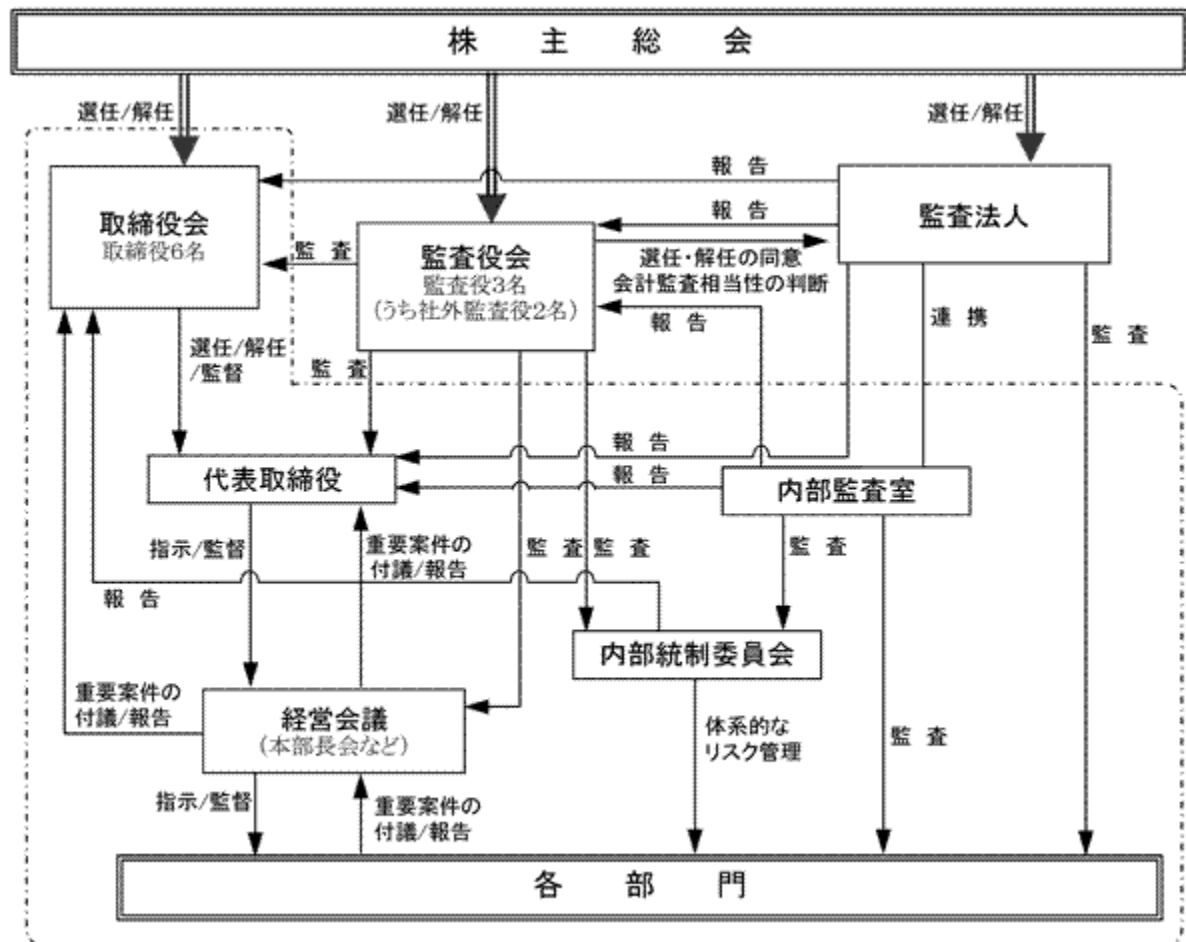 株主総会
選任/解任
選任/解任
選任/解任
取締役会
取締役6名
監査役会
監査役3名
(うち社外監査役2名)
監査法人
報告
報告
監査
選任・解任の同意
会計監査相当性の判断
報告
連携
監査
選任/解任
/監督
監査
報告
代表取締役
報告
内部監査室
指示/監督
重要案件の
付議/報告
監査
監査
監査
報告
内部統制委員会
重要案件の
付議/報告
経営会議
(本部長会など)
体系的な
リスク管理
監査
指示/監督
重要案件の
付議/報告
各部門